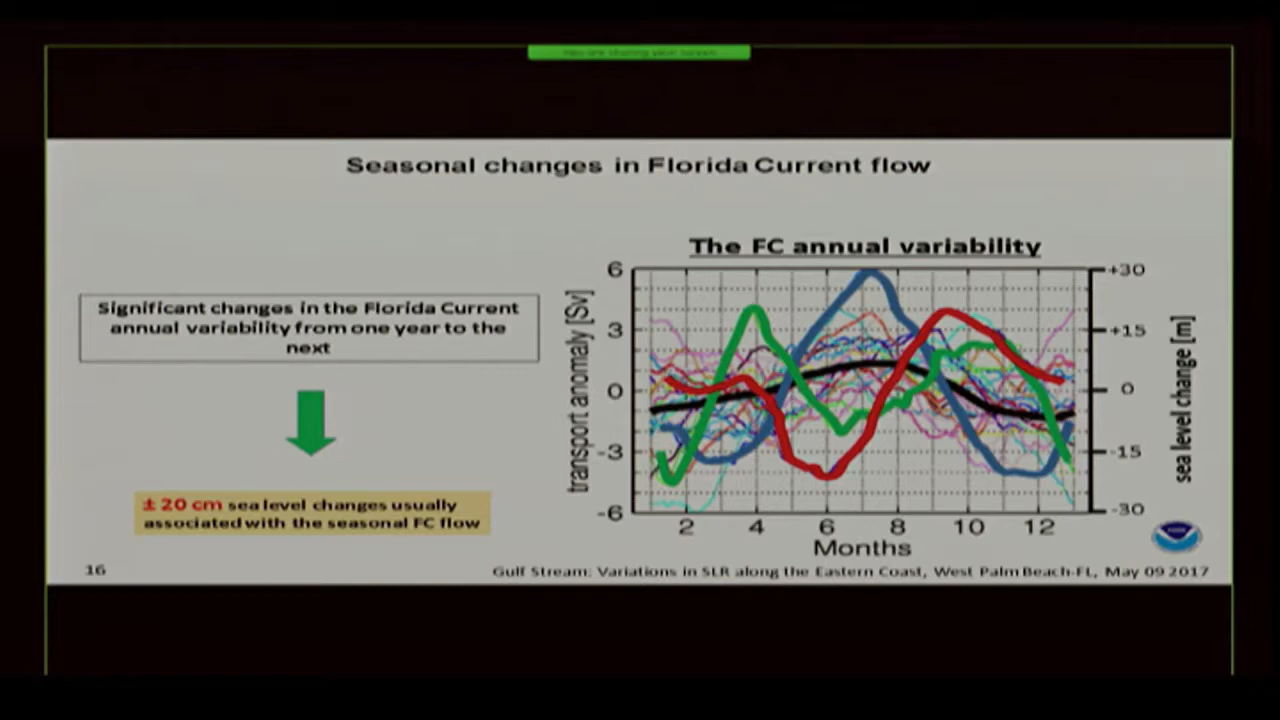 Seasonal changes in Florida Current flow
The FC annual variability
Significant changes in the Florida Current
annual variability from one year to the
next
± 20 cm sea level changes usually
associated with the seasonal FC flow
transport anomaly [Sv]
6
3
0
-3
-6
+30
+15
0
-15
-30
sea level change [m]
2 4 6 8 10 12
Months
16
Gulf Stream: Variations in SLR along the Eastern Coast, West Palm Beach-FL, May 09 2017